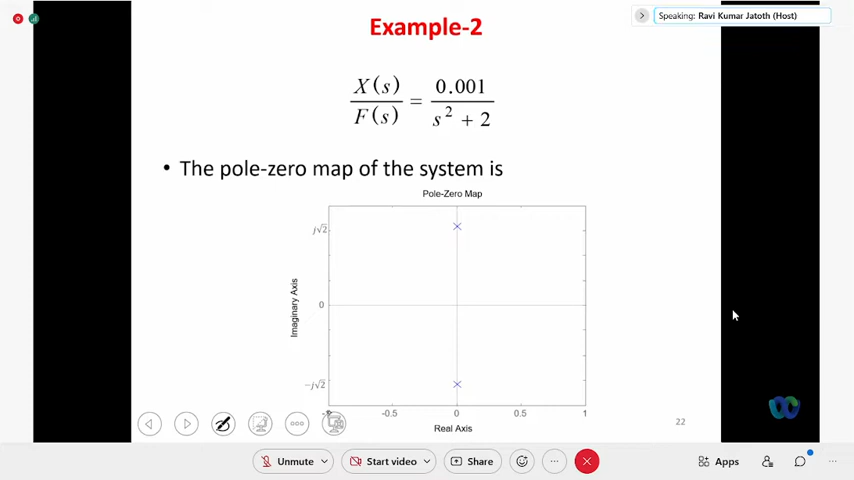 Speaking: Ravi Kumar Jatoth (Host)
Example-2
X(s)/F(s) = 0.001/(s² + 2)
• The pole-zero map of the system is
Pole-Zero Map
j√2
Imaginary Axis
0
−j√2
-0.5 0 0.5 1
Real Axis
22
Unmute Start video Share Apps